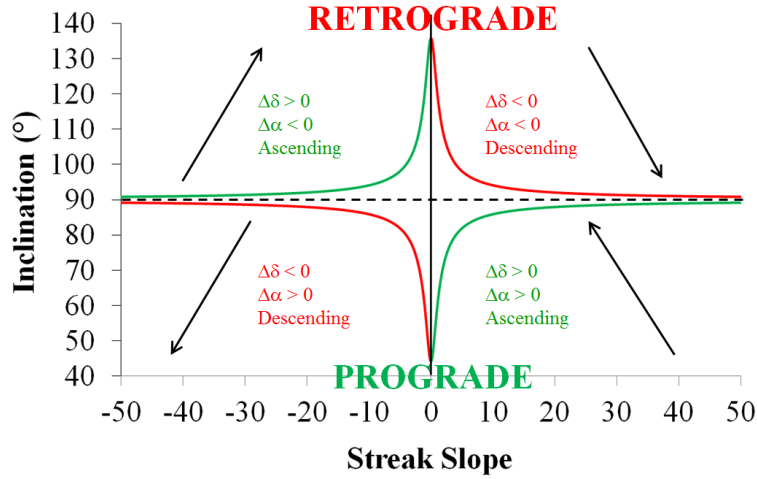 RETROGRADE
140
130
120
110
100
90
80
70
60
50
40
Inclination (°)
Δδ > 0
Δα < 0
Ascending
Δδ < 0
Δα < 0
Descending
Δδ < 0
Δα > 0
Descending
Δδ > 0
Δα > 0
Ascending
PROGRADE
-50 -40 -30 -20 -10 0 10 20 30 40 50
Streak Slope